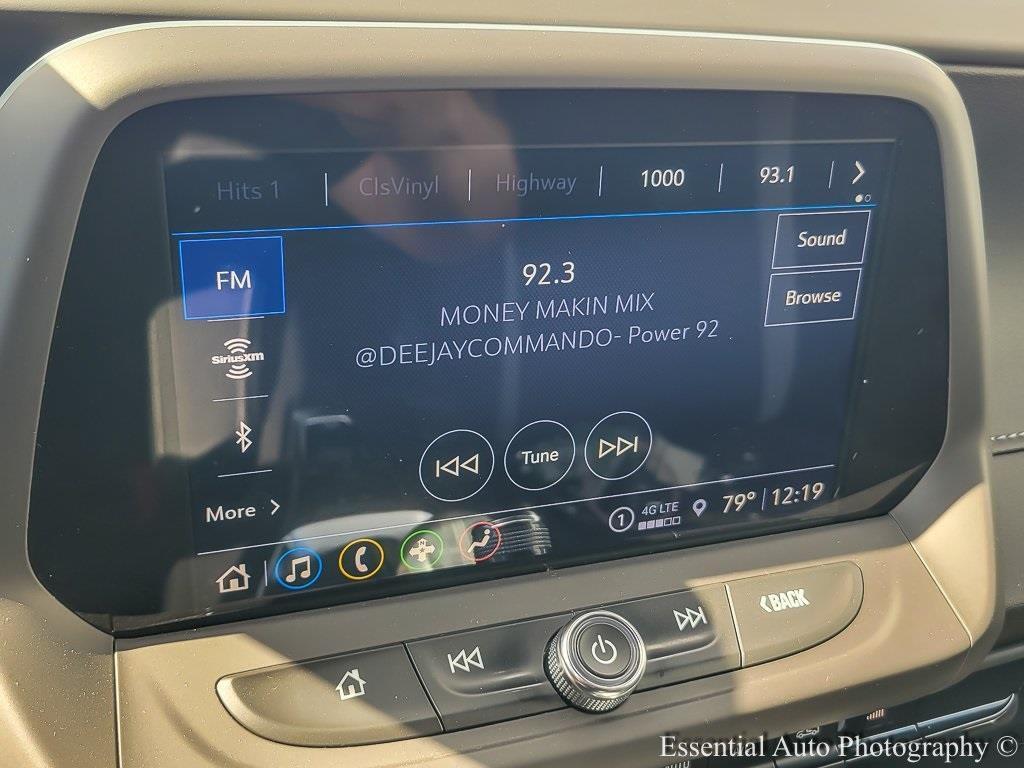 Hits 1 ClsVinyl Highway 1000 93.1
FM
92.3
Sound
MONEY MAKIN MIX
Browse
@DEEJAYCOMMANDO- Power 92
SiriusXM
Tune
More
1 4G LTE 79° 12:19
N
BACK
Essential Auto Photography ©